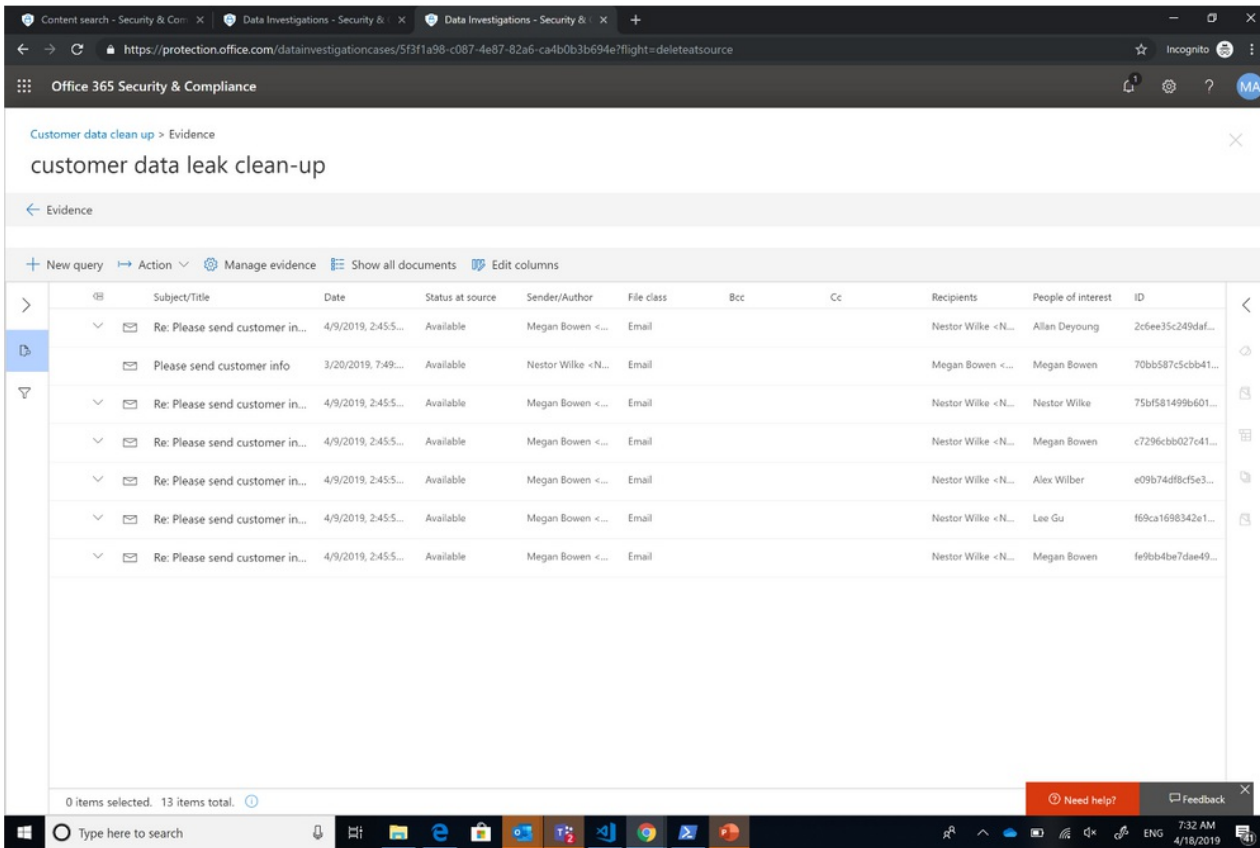 Content search - Security & Com
Data Investigations - Security & C
Data Investigations - Security & C
https://protection.office.com/datainvestigationcases/5f3f1a98-c087-4e87-82a6-ca4b0b3b694e?flight=deleteatsource
Incognito
Office 365 Security & Compliance
1
?
MA
Customer data clean up > Evidence
customer data leak clean-up
Evidence
New query Action Manage evidence Show all documents Edit columns
Subject/Title Date Status at source Sender/Author File class Bcc Cc Recipients People of interest ID
Re: Please send customer in... 4/9/2019, 2:45:5... Available Megan Bowen <... Email Nestor Wilke <N... Allan Deyoung 2c6ee35c249daf...
Please send customer info 3/20/2019, 7:49:... Available Nestor Wilke <N... Email Megan Bowen <... Megan Bowen 70bb587c5cbb41...
Re: Please send customer in... 4/9/2019, 2:45:5... Available Megan Bowen <... Email Nestor Wilke <N... Nestor Wilke 75bf581499b601...
Re: Please send customer in... 4/9/2019, 2:45:5... Available Megan Bowen <... Email Nestor Wilke <N... Megan Bowen c7296cbb027c41...
Re: Please send customer in... 4/9/2019, 2:45:5... Available Megan Bowen <... Email Nestor Wilke <N... Alex Wilber e09b74df8cf5e3...
Re: Please send customer in... 4/9/2019, 2:45:5... Available Megan Bowen <... Email Nestor Wilke <N... Lee Gu f69ca1698342e1...
Re: Please send customer in... 4/9/2019, 2:45:5... Available Megan Bowen <... Email Nestor Wilke <N... Megan Bowen fe9bb4be7dae49...
0 items selected. 13 items total.
Need help?
Feedback
Type here to search
ENG
7:32 AM
4/18/2019
41